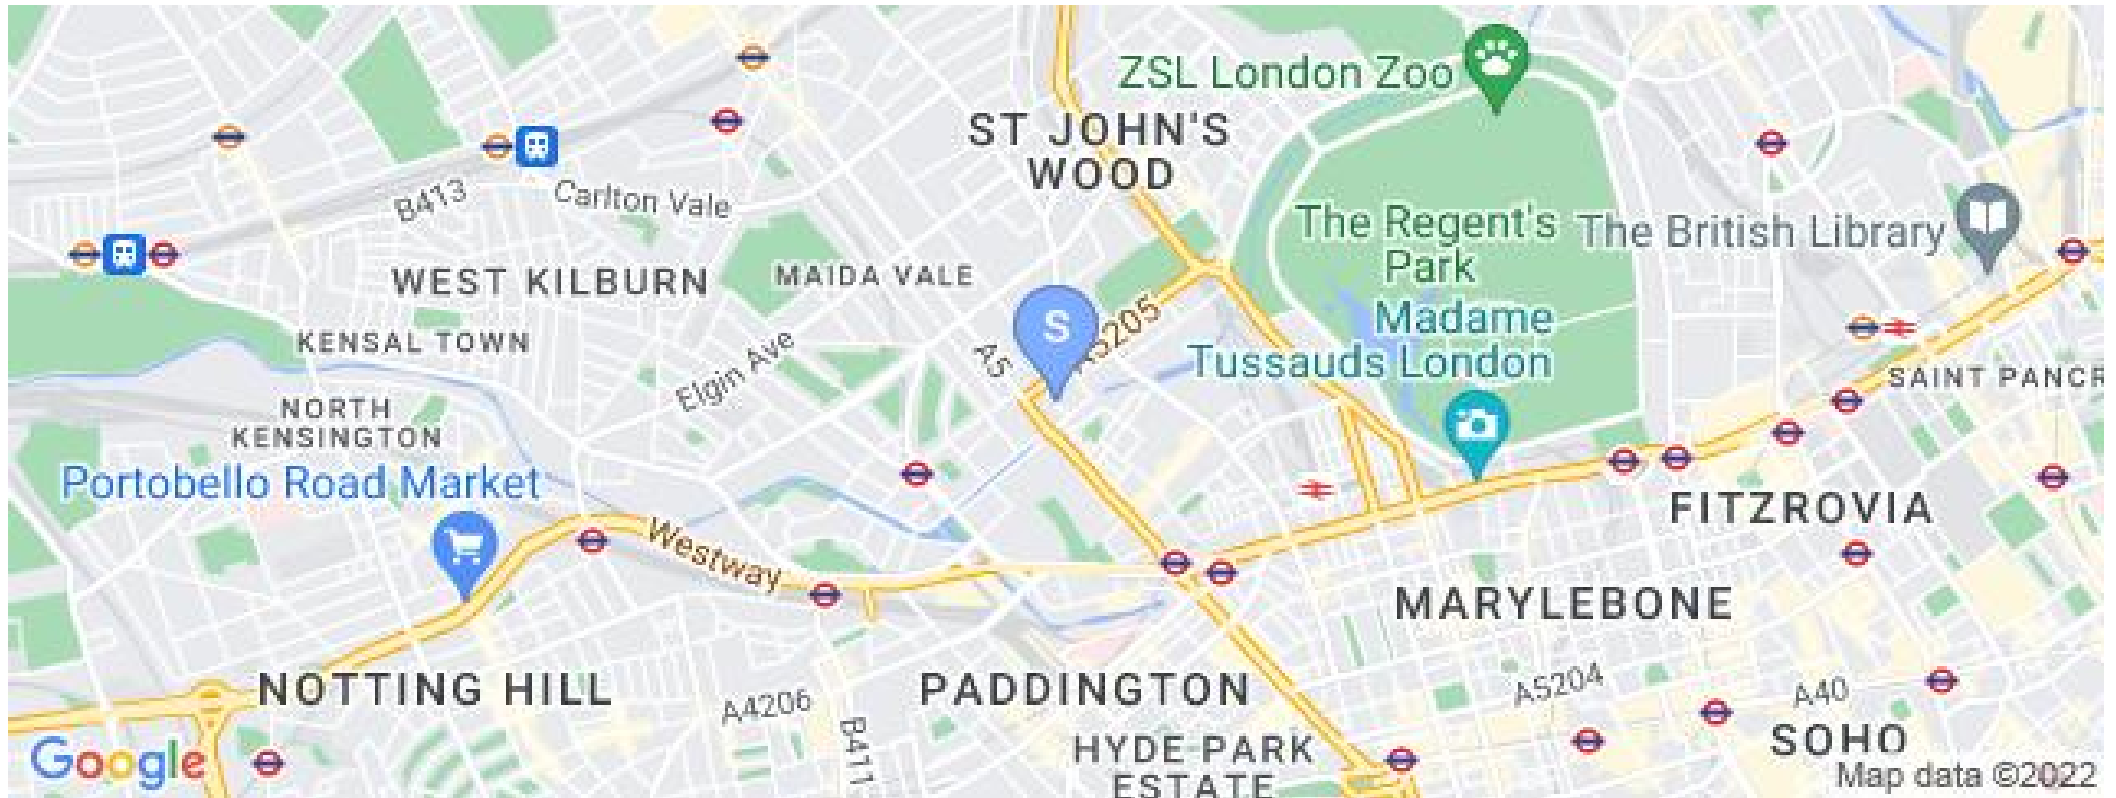 ZSL London Zoo
ST JOHN'S
WOOD
B413
Carlton Vale
The Regent's
Park
The British Library
WEST KILBURN
MAIDA VALE
S
A5205
Madame
Tussauds London
KENSAL TOWN
Elgin Ave
A5
SAINT PANCR
NORTH
KENSINGTON
Portobello Road Market
FITZROVIA
Westway
MARYLEBONE
NOTTING HILL
PADDINGTON
A4206
A5204
A40
B411
HYDE PARK
ESTATE
SOHO
Google
Map data ©2022